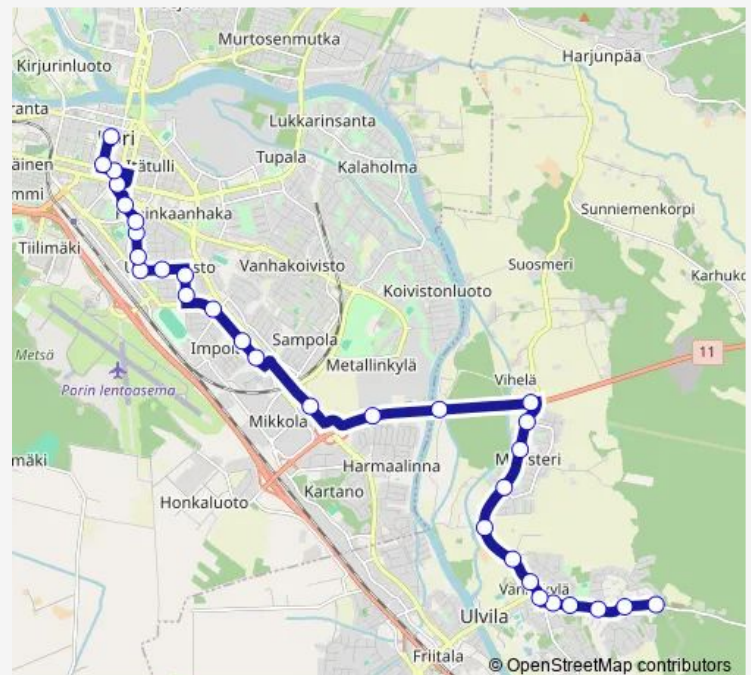 Murtosenmutka
Harjunpää
Kirjurinluoto
Lukkarinsanta
Itätulli
Tupala
Kalaholma
Sunniemenkorpi
Tiilimäki
Vanhakoivisto
Suosmeri
Koivistonluoto
Metsä
Sampola
11
Metallinkylä
Porin lentoasema
Vihelä
Mikkola
Harmaalinna
Kartano
Honkaluoto
Ulvila
Friitala
© OpenStreetMap contributors